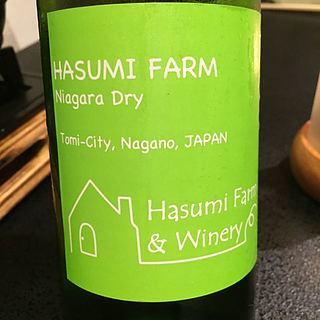 HASUMI FARM
Niagara Dry
Tomi-City, Nagano, JAPAN
Hasumi Farm
& Winery